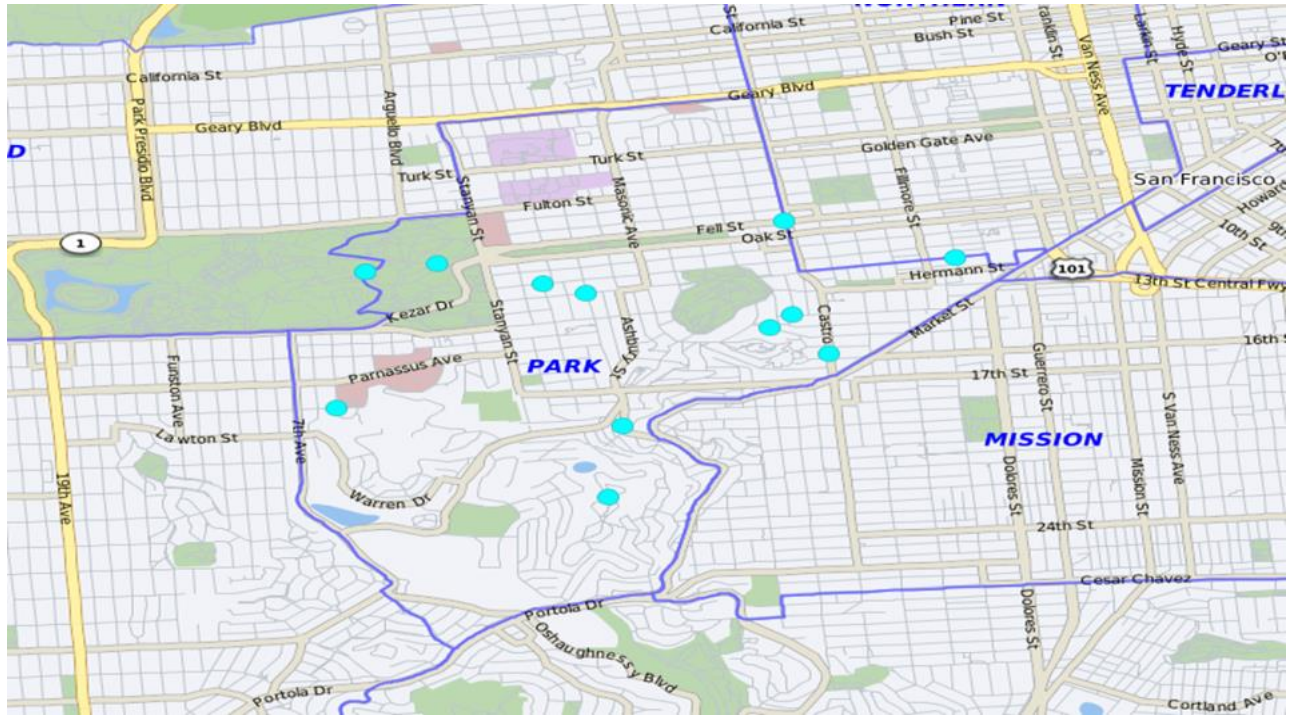 NORTHERN
California St
Pine St
Bush St
Franklin St
Van Ness Ave
Larkin St
Hyde St
Geary St
California St
Park Presidio Blvd
Arguello Blvd
Geary Blvd
Geary Blvd
TENDERL
Golden Gate Ave
Turk St
Turk St
D
Stanyan St
Masonic Ave
Fillmore St
San Francisco
Fulton St
Howard
Fell St
Oak St
10th St
1
Hermann St
101
13th St Central Fwy
Kezar Dr
Stanyan St
Ashbury St
Castro
Market St
16th
Parnassus Ave
PARK
17th St
Funston Ave
Guerrero St
S Van Ness Ave
Lawton St
7th Ave
MISSION
19th Ave
Warren Dr
Dolores St
Mission St
24th St
Cesar Chavez
Portola Dr
Dolores St
Oshaughnessy Blvd
Portola Dr
Cortland Ave